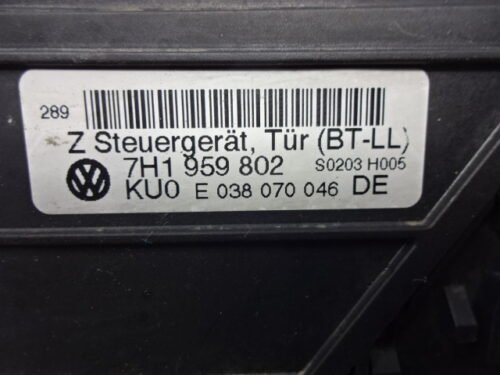 289
Z Steuergerät, Tür (BT-LL)
7H1 959 802 S0203 H005
KU0 E 038 070 046 DE